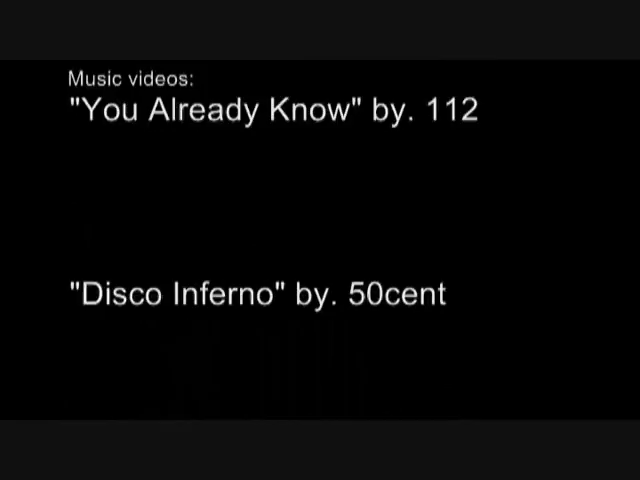 Music videos:
"You Already Know" by. 112
"Disco Inferno" by. 50cent